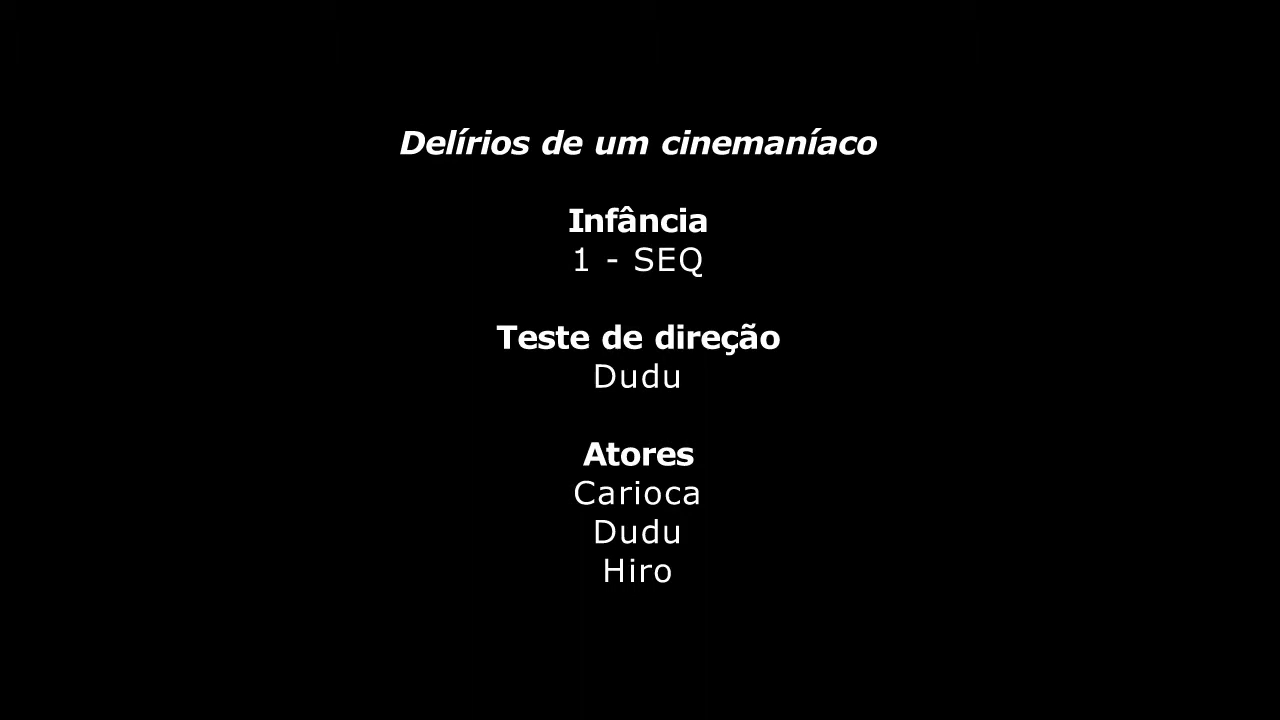 Delírios de um cinemaníaco
Infância
1 - SEQ
Teste de direção
Dudu
Atores
Carioca
Dudu
Hiro